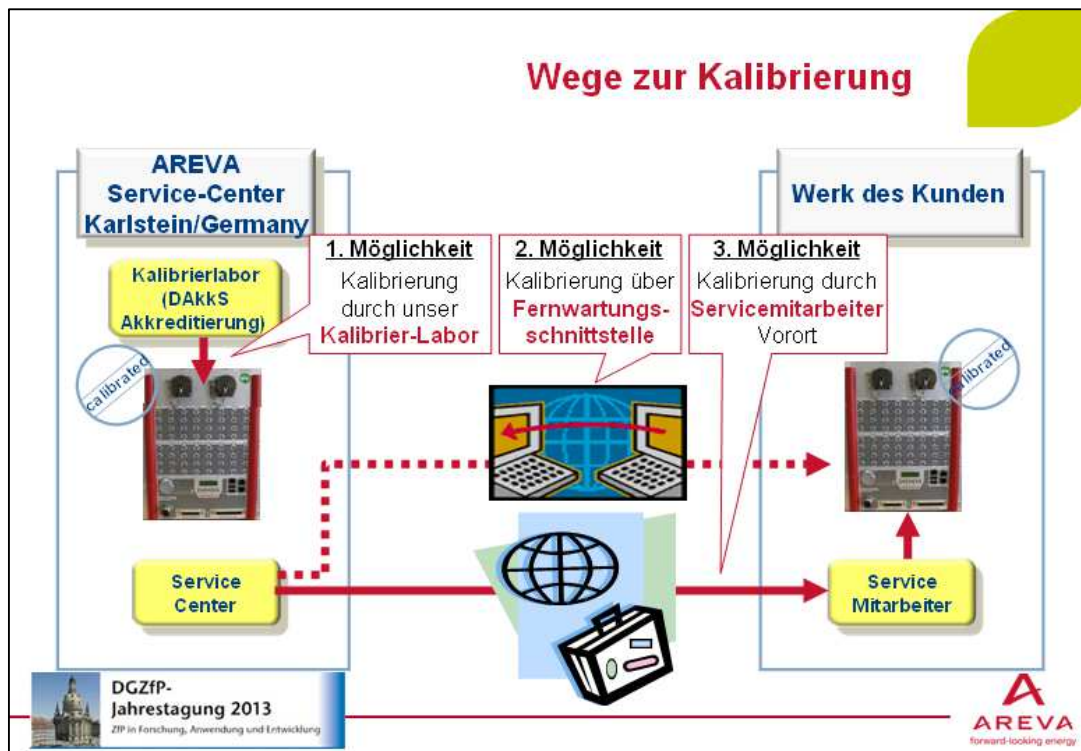 Wege zur Kalibrierung
AREVA
Service-Center
Karlstein/Germany
Werk des Kunden
1. Möglichkeit
Kalibrierung
durch unser
Kalibrier-Labor
2. Möglichkeit
Kalibrierung über
Fernwartungs-
schnittstelle
3. Möglichkeit
Kalibrierung durch
Servicemitarbeiter
Vorort
Kalibrierlabor
(DAkkS
Akkreditierung)
calibrated
calibrated
Service
Center
Service
Mitarbeiter
DGZfP-
Jahrestagung 2013
ZfP in Forschung, Anwendung und Entwicklung
AREVA
forward-looking energy